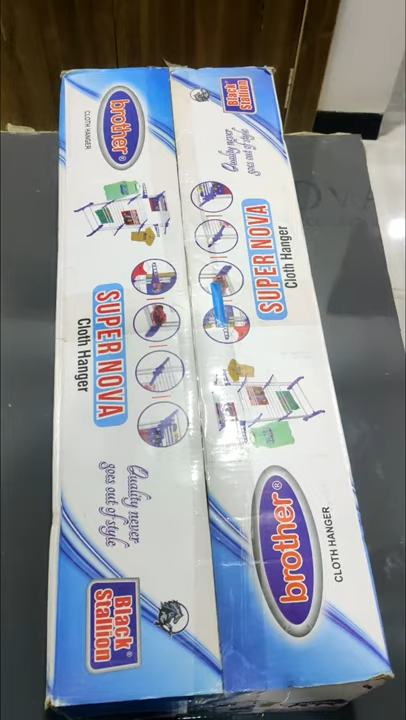 brother®
CLOTH HANGER
SUPER NOVA
Cloth Hanger
Quality never
goes out of style
Black
Stallion
Black
Stallion
Quality never
goes out of style
SUPER NOVA
Cloth Hanger
brother®
CLOTH HANGER